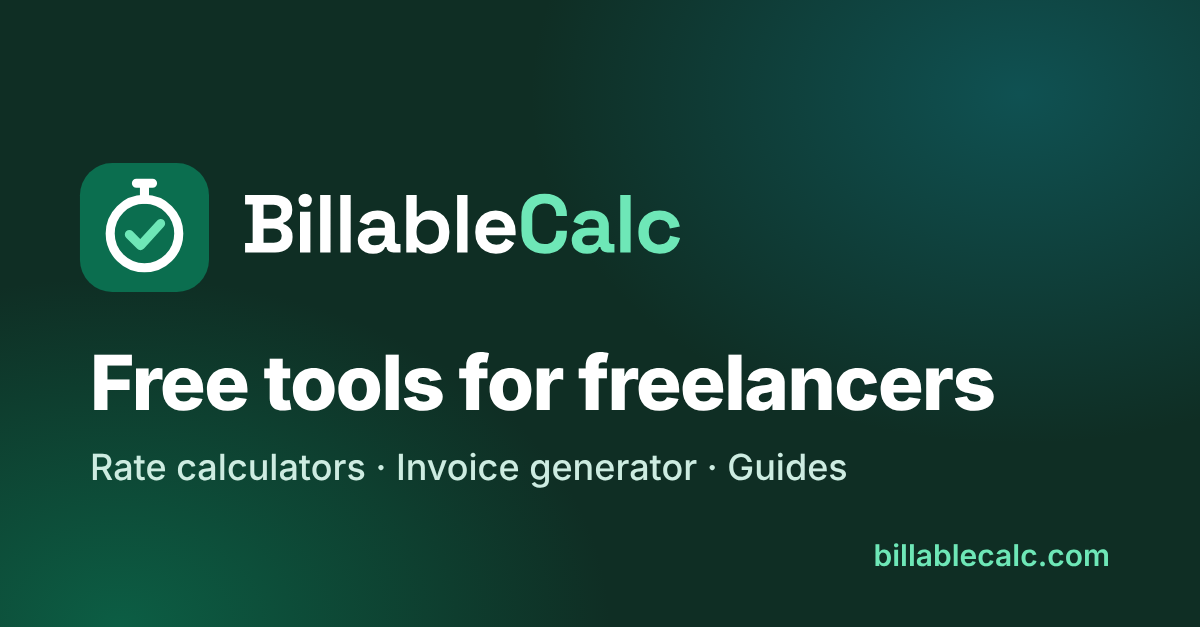 BillableCalc
Free tools for freelancers
Rate calculators · Invoice generator · Guides
billablecalc.com